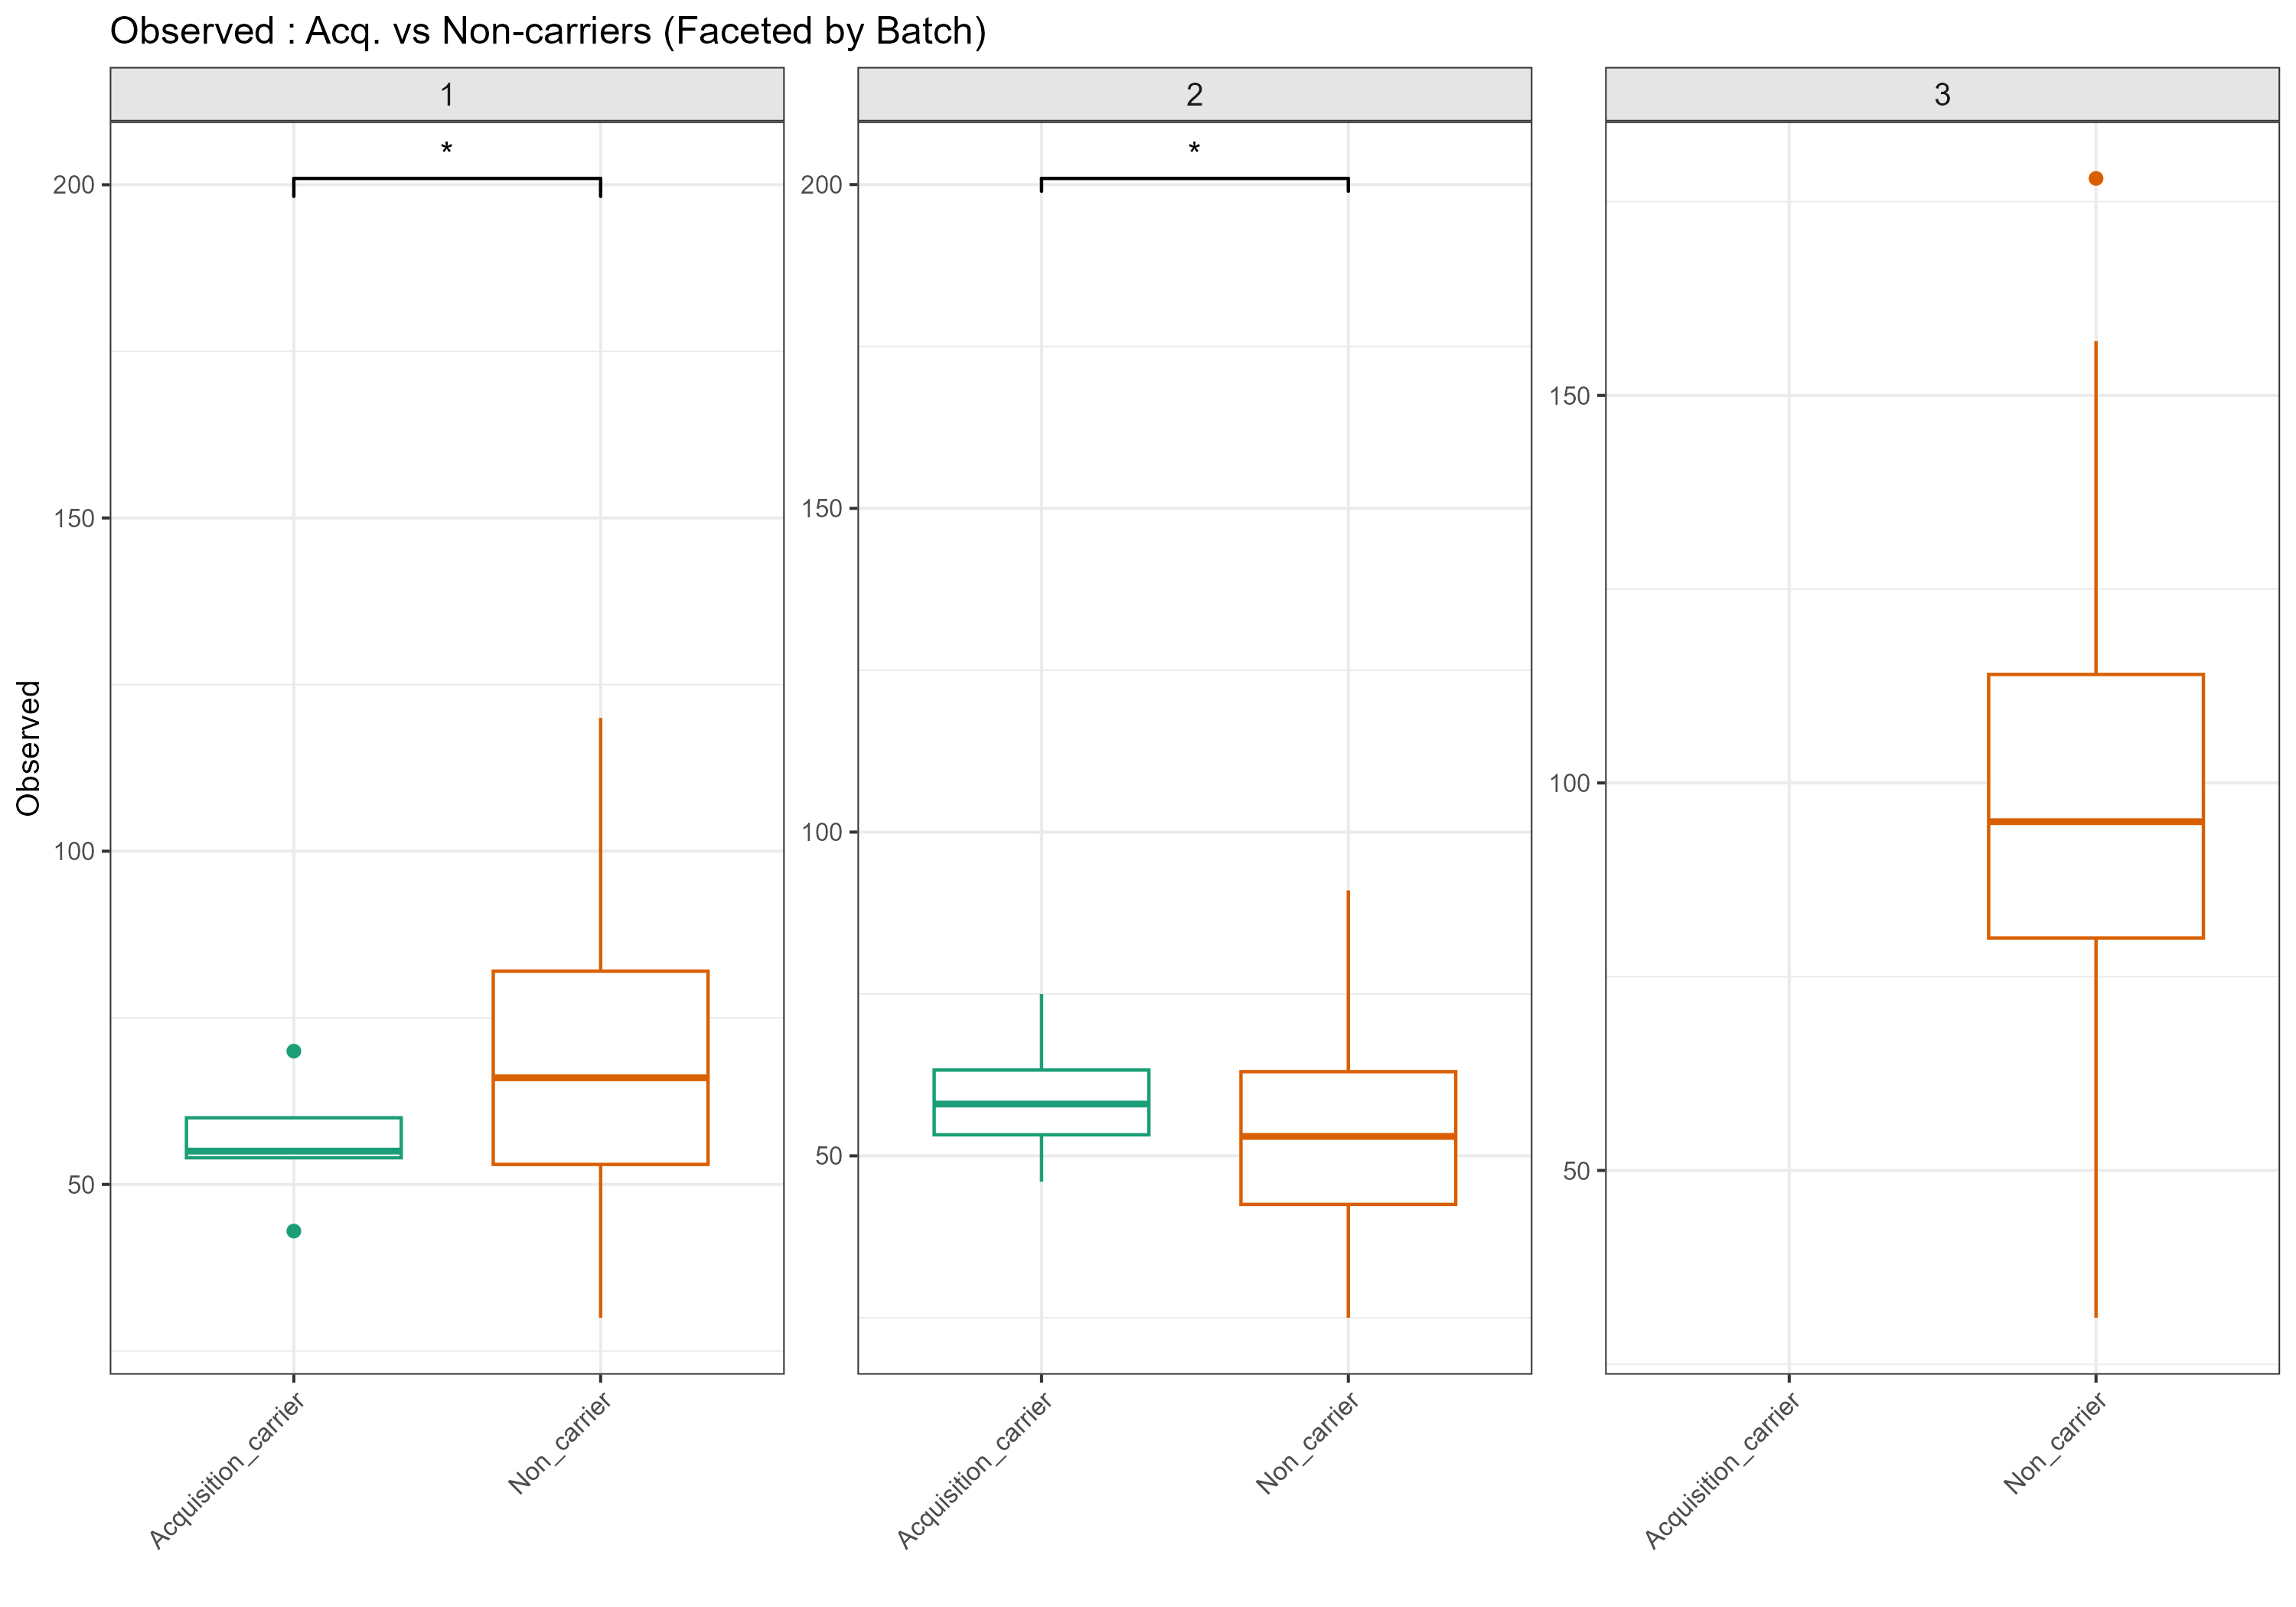 Observed : Acq. vs Non-carriers (Faceted by Batch)
1
2
3
*
*
200
150
100
50
200
150
100
50
150
100
50
Observed
Acquisition_carrier
Non_carrier
Acquisition_carrier
Non_carrier
Acquisition_carrier
Non_carrier